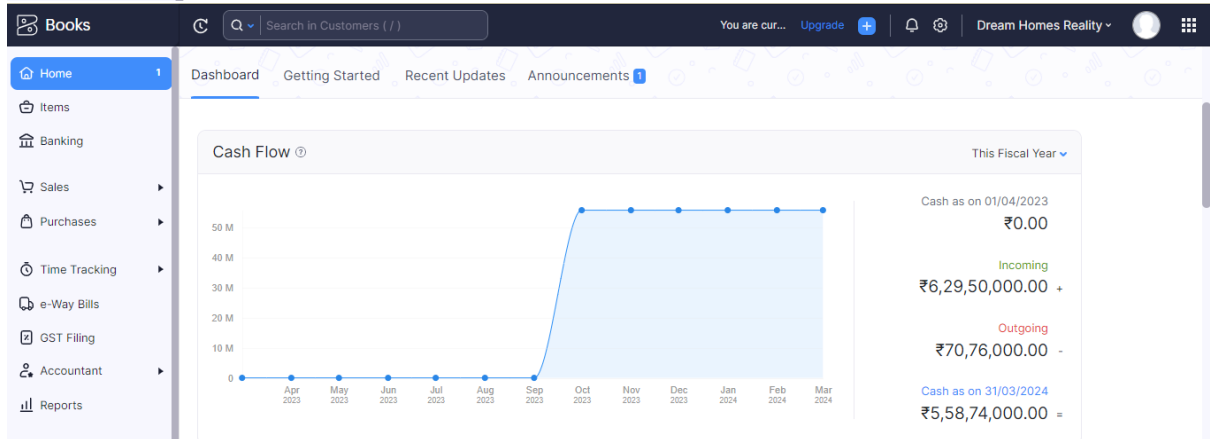 Books
Search in Customers ( / )
You are cur... Upgrade
Dream Homes Reality
Home 1
Items
Banking
Sales
Purchases
Time Tracking
e-Way Bills
GST Filing
Accountant
Reports
Dashboard Getting Started Recent Updates Announcements 1
Cash Flow
This Fiscal Year
50 M
40 M
30 M
20 M
10 M
0
Apr 2023
May 2023
Jun 2023
Jul 2023
Aug 2023
Sep 2023
Oct 2023
Nov 2023
Dec 2023
Jan 2024
Feb 2024
Mar 2024
Cash as on 01/04/2023
₹0.00
Incoming
₹6,29,50,000.00 +
Outgoing
₹70,76,000.00 -
Cash as on 31/03/2024
₹5,58,74,000.00 =